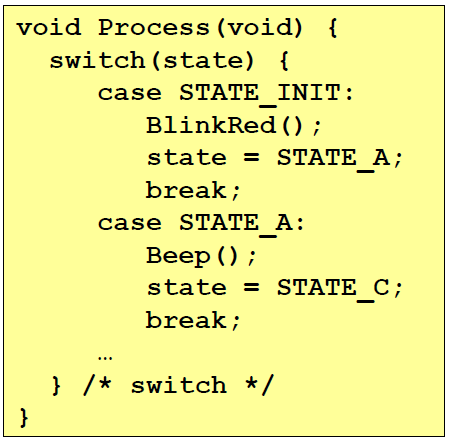 void Process(void) {
  switch(state) {
     case STATE_INIT:
        BlinkRed();
        state = STATE_A;
        break;
     case STATE_A:
        Beep();
        state = STATE_C;
        break;
     …
  } /* switch */
}